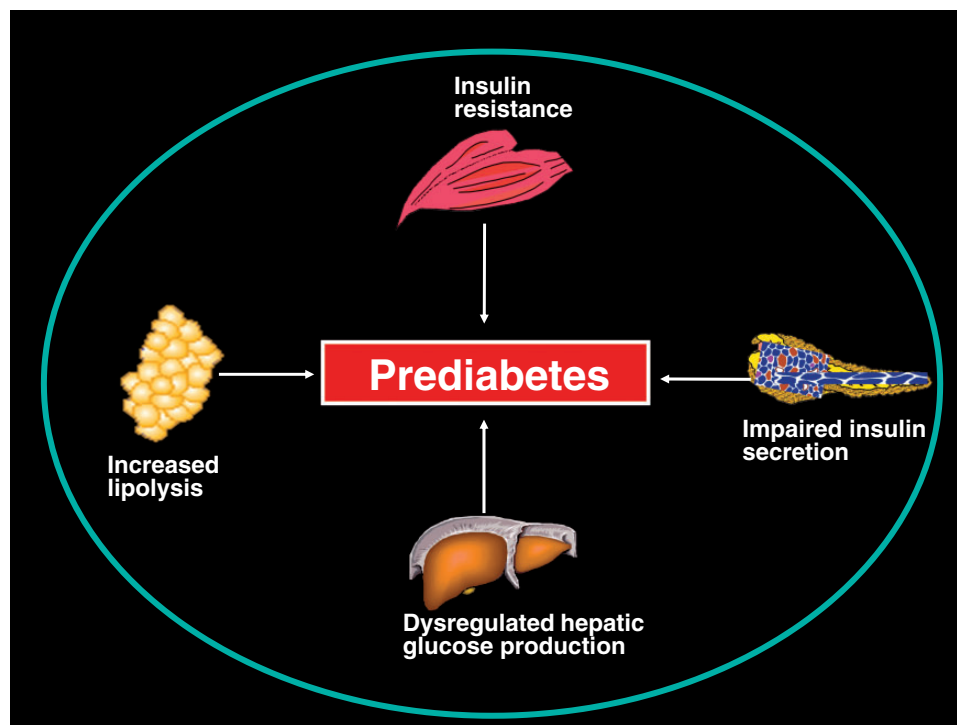 Insulin
resistance
Prediabetes
Increased
lipolysis
Impaired insulin
secretion
Dysregulated hepatic
glucose production